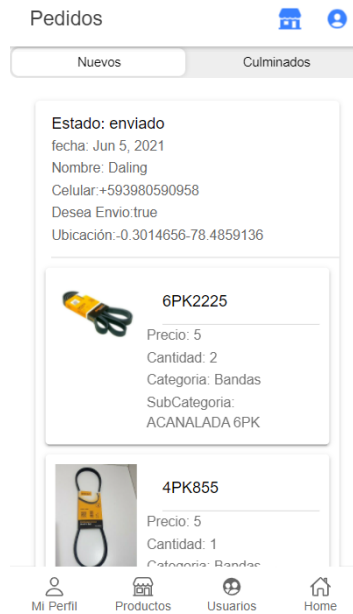 Pedidos
Nuevos
Culminados
Estado: enviado
fecha: Jun 5, 2021
Nombre: Daling
Celular:+593980590958
Desea Envio:true
Ubicación:-0.3014656-78.4859136
6PK2225
Precio: 5
Cantidad: 2
Categoria: Bandas
SubCategoria:
ACANALADA 6PK
4PK855
Precio: 5
Cantidad: 1
Categoria: Bandas
Mi Perfil
Productos
Usuarios
Home